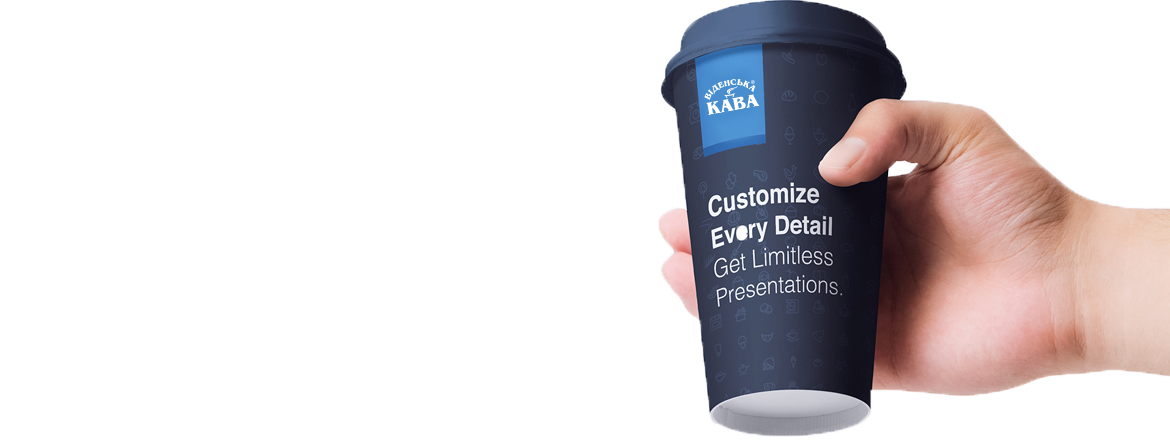 ВІДЕНСЬКА®
КАВА
Customize
Every Detail
Get Limitless
Presentations.